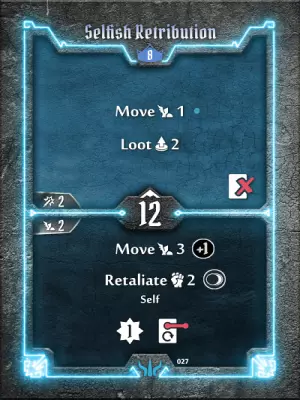 Selfish Retribution
8
Move 1
Loot 2
2
12
2
Move 3 +1
Retaliate 2
Self
1
027